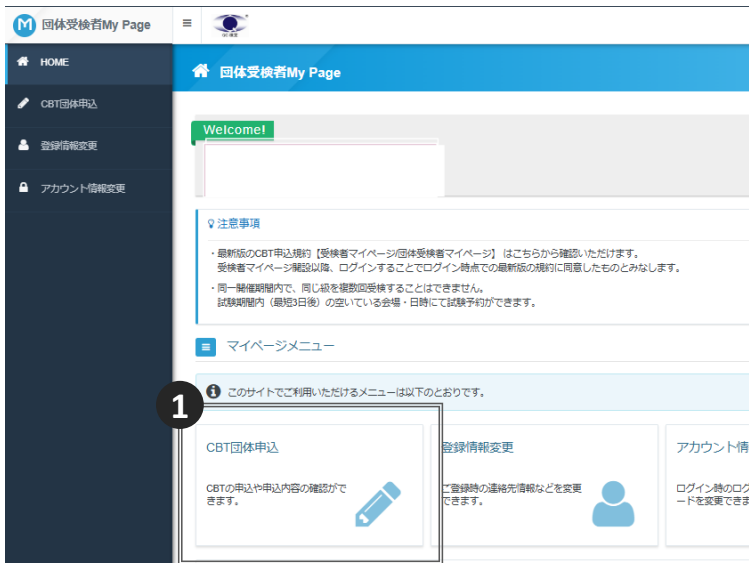 M 団体受検者My Page
HOME
CBT団体申込
登録情報変更
アカウント情報変更
団体受検者My Page
Welcome!
注意事項
・最新版のCBT申込規約【受検者マイページ/団体受検者マイページ】 はこちらから確認いただけます。
受検者マイページ開設以降、ログインすることでログイン時点での最新版の規約に同意したものとみなします。
・同一開催期間内で、同じ級を複数回受検することはできません。
試験期間内（最短3日後）の空いている会場・日時にて試験予約ができます。
マイページメニュー
このサイトでご利用いただけるメニューは以下のとおりです。
1
CBT団体申込
CBTの申込や申込内容の確認がで
きます。
登録情報変更
ご登録時の連絡先情報などを変更
できます。
アカウント情
ログイン時のログ
ードを変更できま